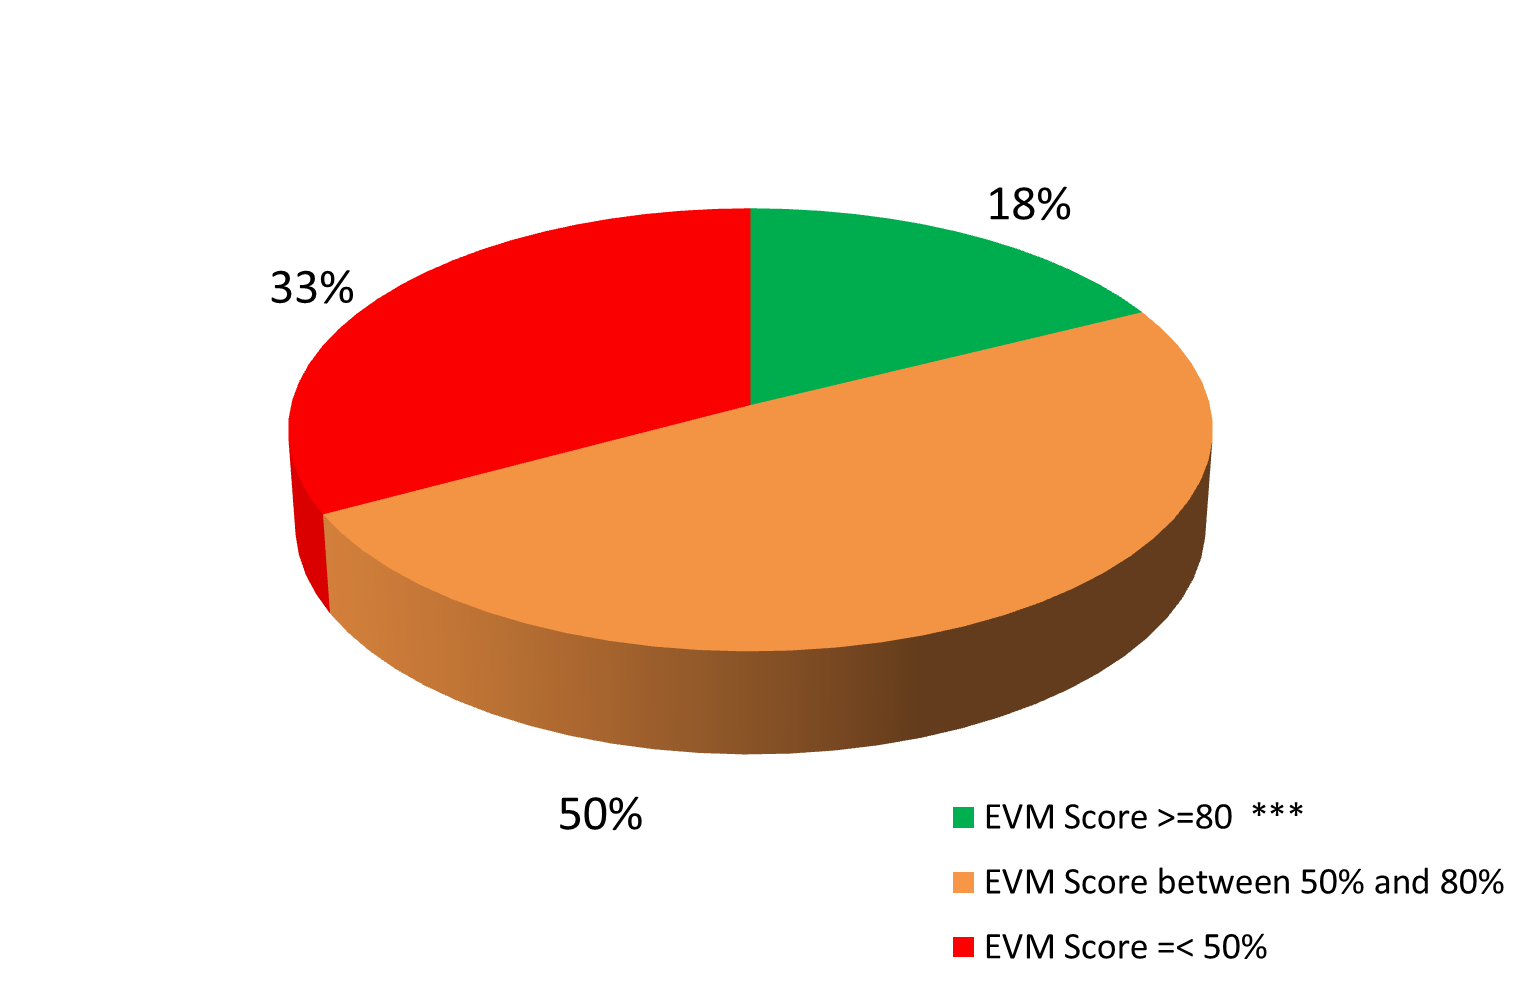 18%
33%
50%
EVM Score >=80  ***
EVM Score between 50% and 80%
EVM Score =< 50%